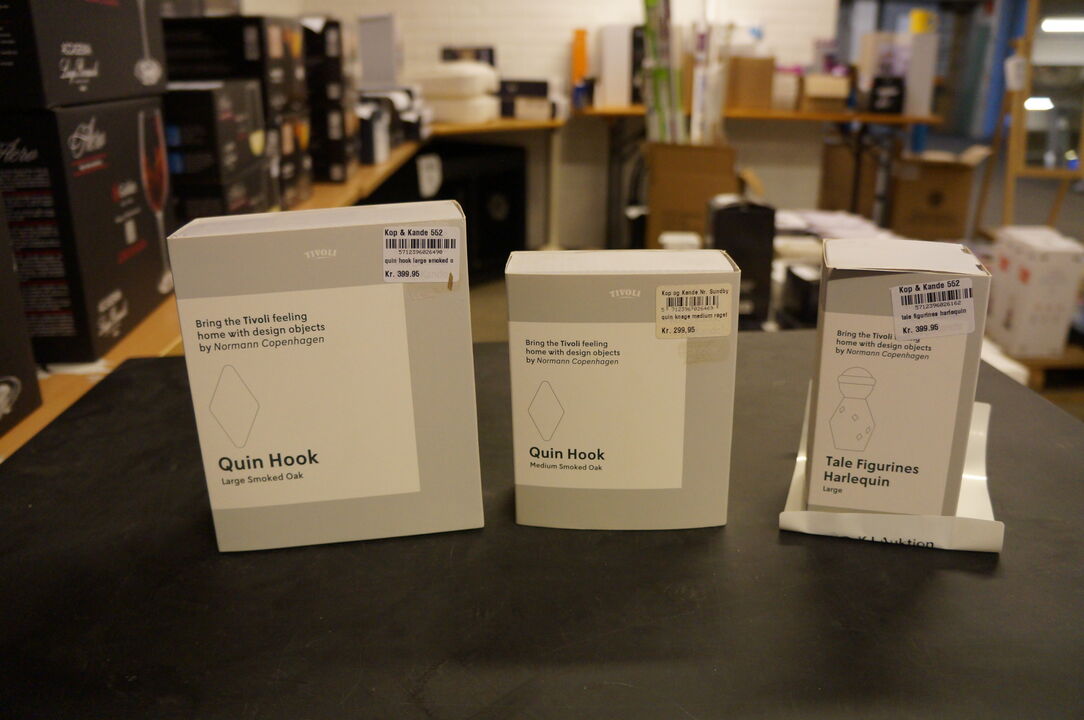 TIVOLI
Kop & Kande 552
5712396026490
quin hook large smoked o
Kr. 399.95
Bring the Tivoli feeling
home with design objects
by Normann Copenhagen
Quin Hook
Large Smoked Oak
TIVOLI
Kop og Kande Nr. Sundby
quin knage medium røget
Kr. 299,95
Bring the Tivoli feeling
home with design objects
by Normann Copenhagen
Quin Hook
Medium Smoked Oak
Kop & Kande 552
5712396026162
tale figurines harlequin
Kr. 399.95
Bring the Tivoli feeling
home with design objects
by Normann Copenhagen
Tale Figurines
Harlequin
Large
Auktion